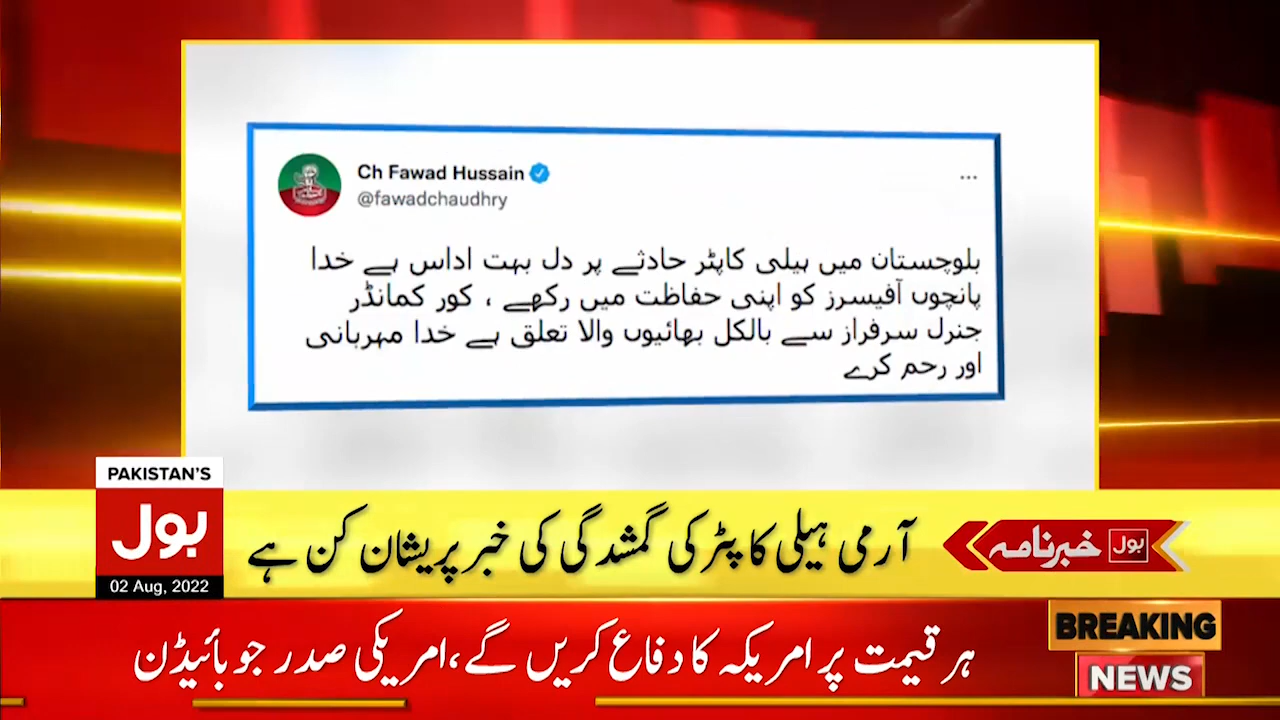 Ch Fawad Hussain
@fawadchaudhry
بلوچستان میں ہیلی کاپٹر حادثے پر دل بہت اداس ہے خدا
پانچوں آفیسرز کو اپنی حفاظت میں رکھے ، کور کمانڈر
جنرل سرفراز سے بالکل بھائیوں والا تعلق ہے خدا مہربانی
اور رحم کرے
PAKISTAN'S
بول
02 Aug, 2022
بول خبرنامہ
آرمی ہیلی کاپٹر کی گمشدگی کی خبر پریشان کن ہے
BREAKING
NEWS
ہر قیمت پر امریکہ کا دفاع کریں گے، امریکی صدر جو بائیڈن